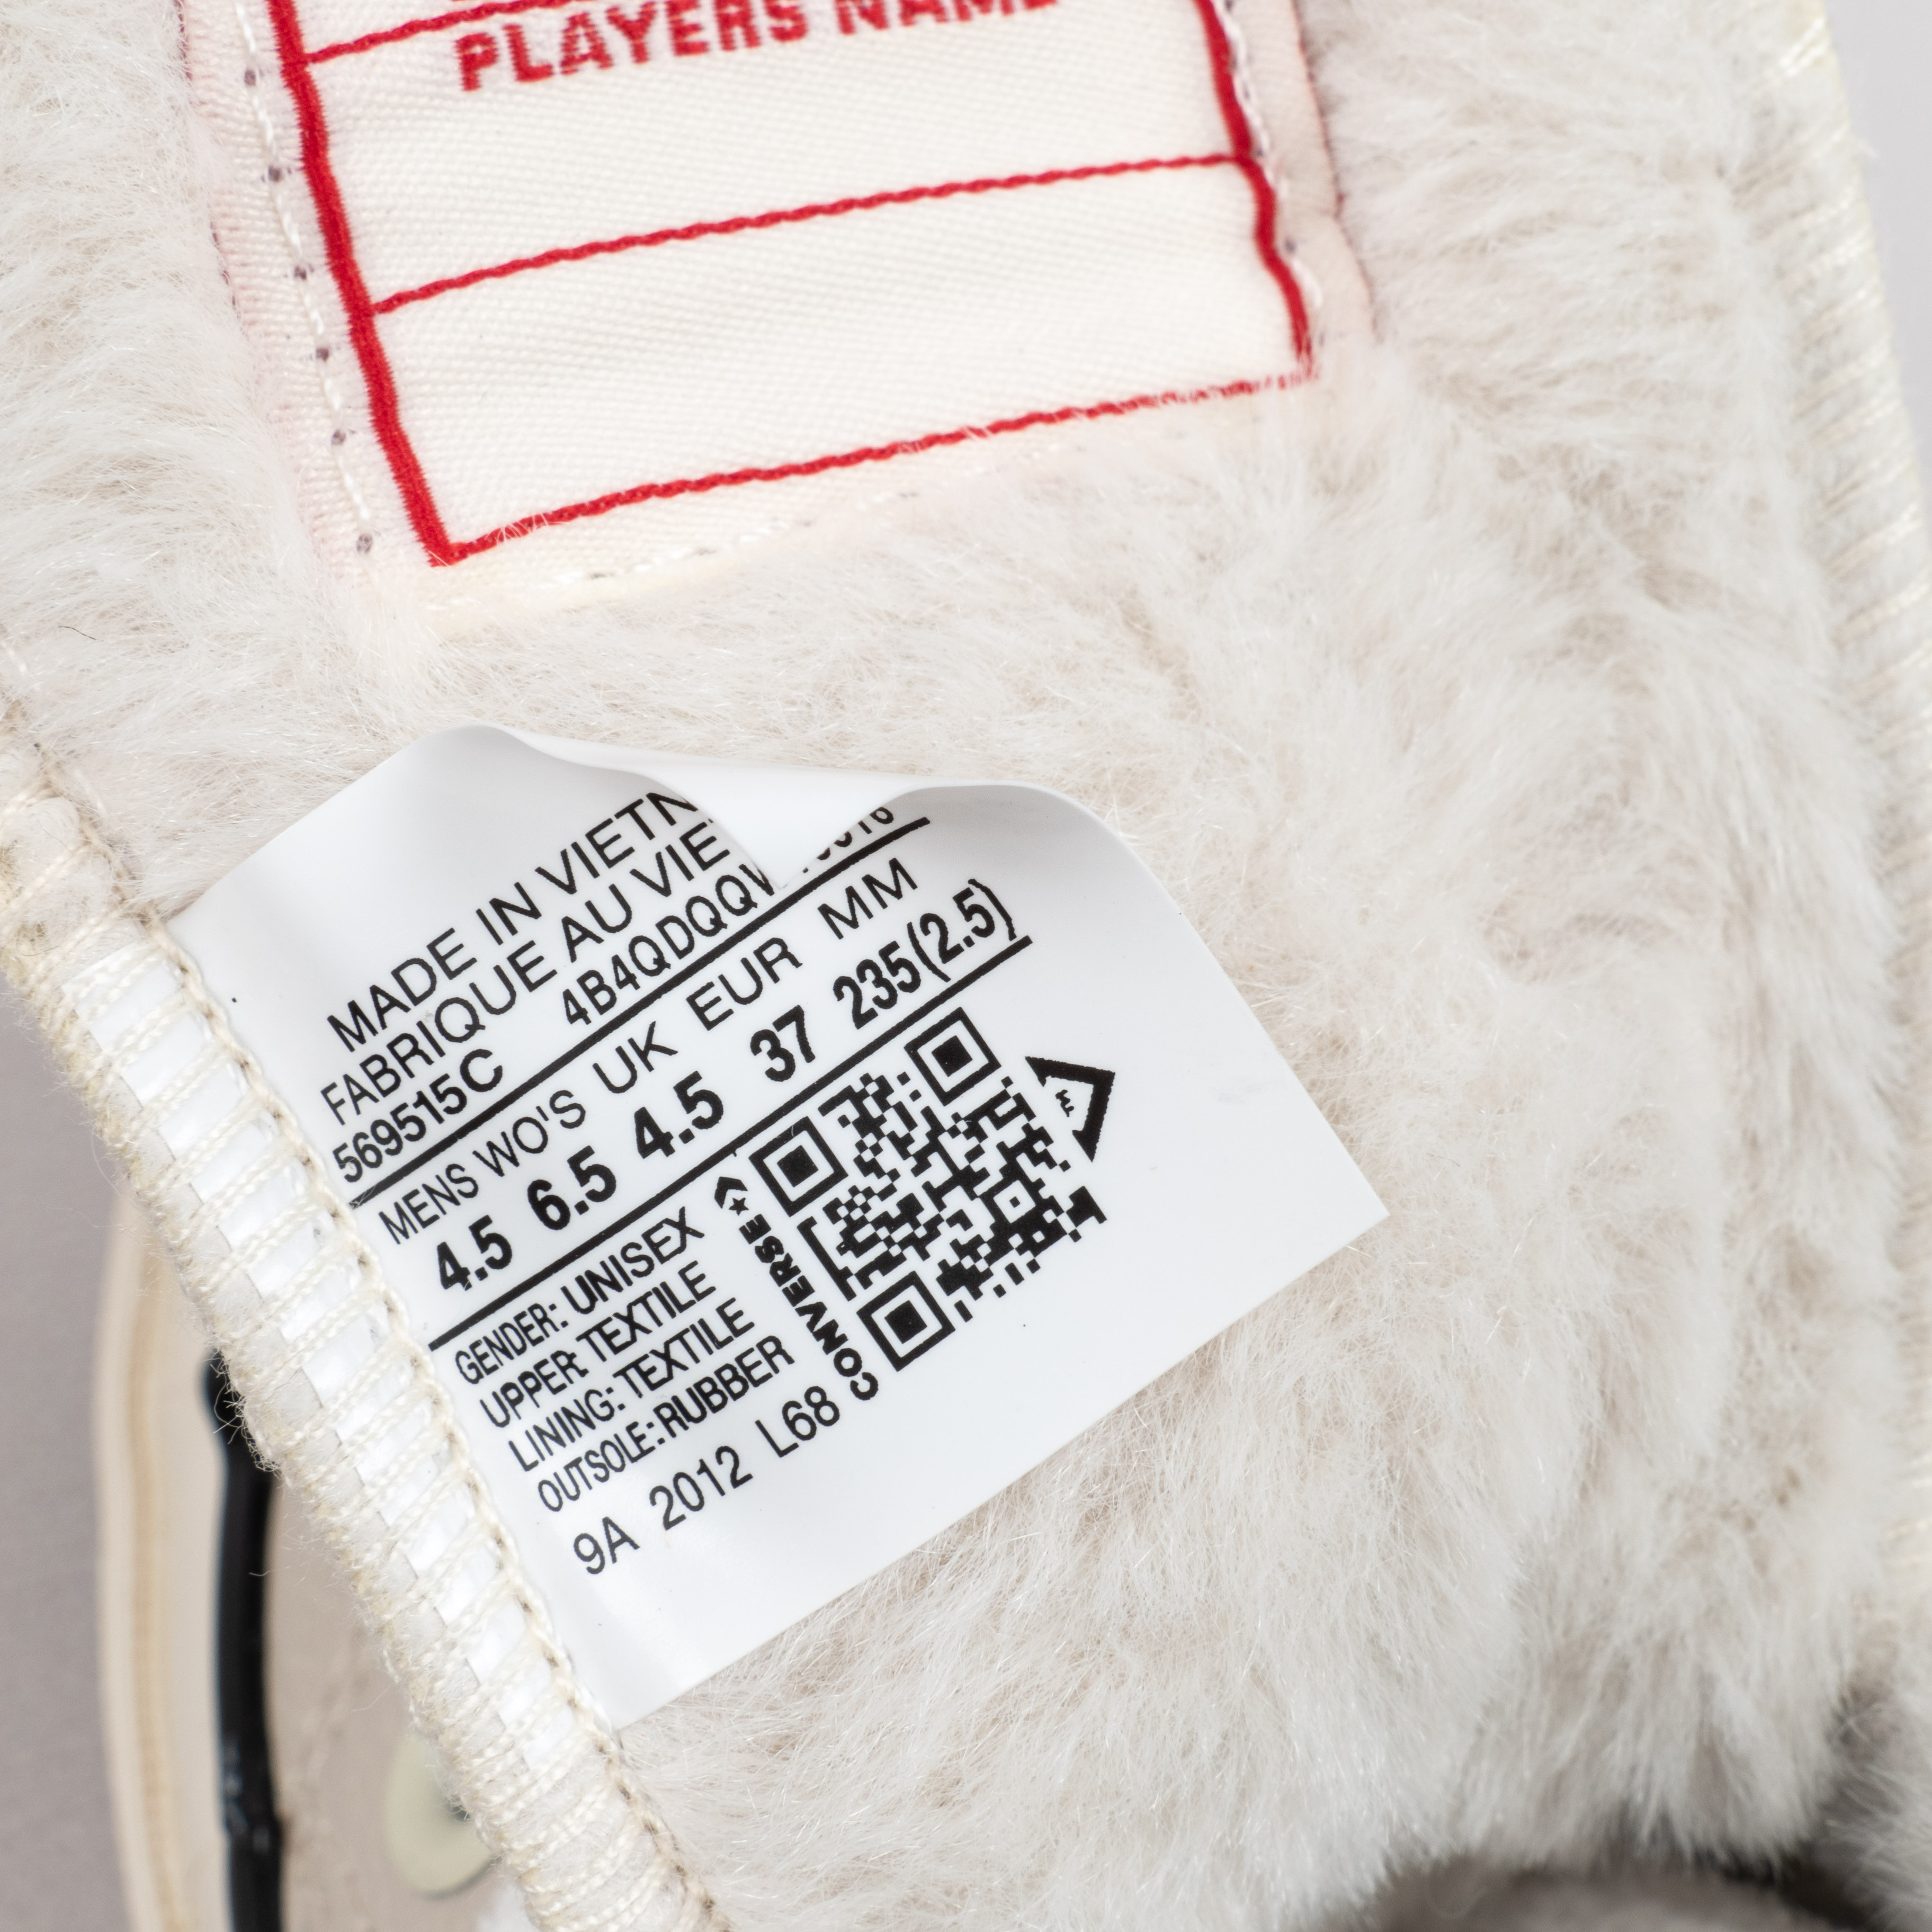 PLAYERS NAME
MADE IN VIETN
FABRIQUE AU VIE
569515C 4B4QDQQV
MENS WO'S UK EUR MM
4.5 6.5 4.5 37 235(2.5)
GENDER: UNISEX
UPPER: TEXTILE
LINING: TEXTILE
OUTSOLE: RUBBER
9A 2012 L68
CONVERSE